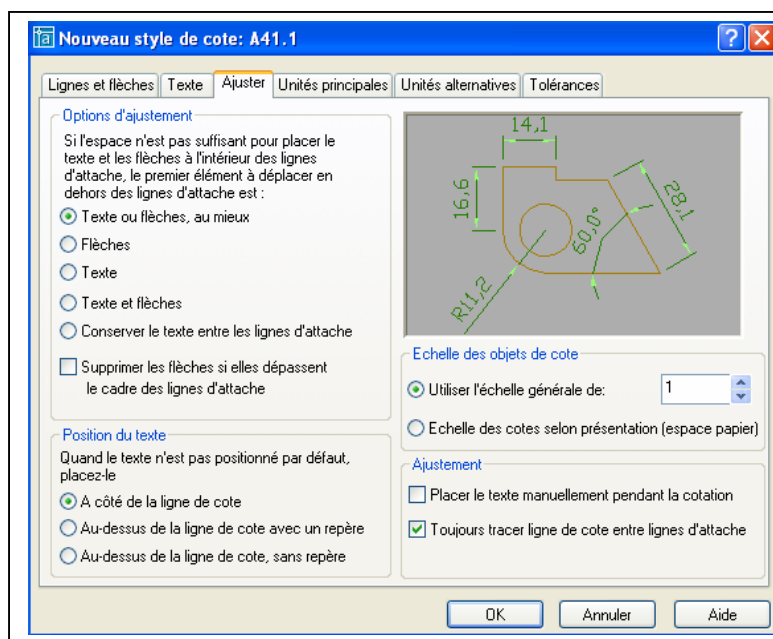 Nouveau style de cote: A41.1
Lignes et flèches
Texte
Ajuster
Unités principales
Unités alternatives
Tolérances
Options d'ajustement
Si l'espace n'est pas suffisant pour placer le
texte et les flèches à l'intérieur des lignes
d'attache, le premier élément à déplacer en
dehors des lignes d'attache est :
Texte ou flèches, au mieux
Flèches
Texte
Texte et flèches
Conserver le texte entre les lignes d'attache
Supprimer les flèches si elles dépassent
le cadre des lignes d'attache
Position du texte
Quand le texte n'est pas positionné par défaut,
placez-le
A côté de la ligne de cote
Au-dessus de la ligne de cote avec un repère
Au-dessus de la ligne de cote, sans repère
14,1
16,6
28,1
60,0°
R11,2
Echelle des objets de cote
Utiliser l'échelle générale de:
1
Echelle des cotes selon présentation (espace papier)
Ajustement
Placer le texte manuellement pendant la cotation
Toujours tracer ligne de cote entre lignes d'attache
OK
Annuler
Aide